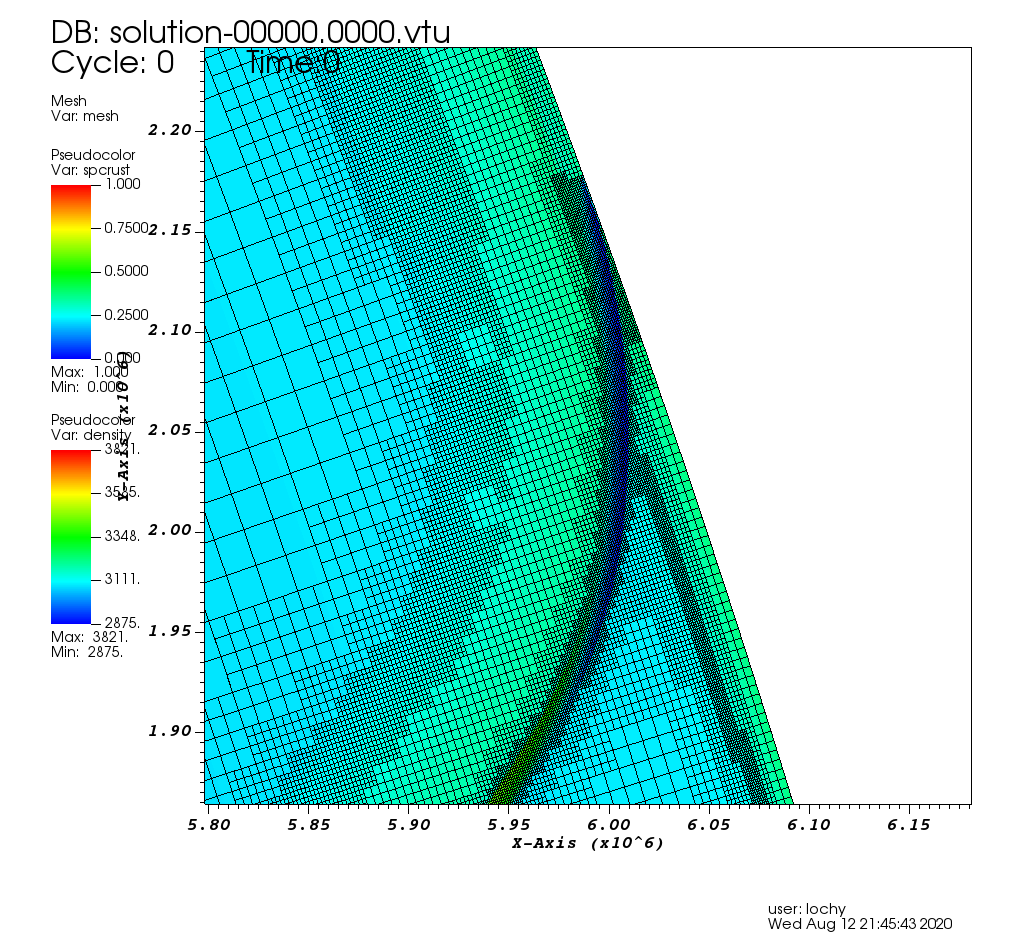 DB: solution-00000.0000.vtu
Cycle: 0 Time:0
Mesh
Var: mesh
Pseudocolor
Var: spcrust
1.000
0.7500
0.5000
0.2500
0.000
Max: 1.000
Min: 0.000
Pseudocolor
Var: density
3821.
3585.
3348.
3111.
2875.
Max: 3821.
Min: 2875.
Y-Axis (x10^6)
2.20
2.15
2.10
2.05
2.00
1.95
1.90
5.80 5.85 5.90 5.95 6.00 6.05 6.10 6.15
X-Axis (x10^6)
user: lochy
Wed Aug 12 21:45:43 2020